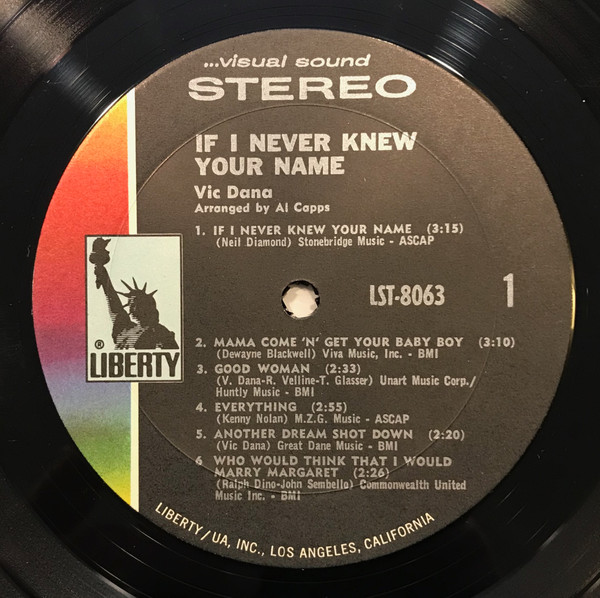 ...visual sound
STEREO
IF I NEVER KNEW
YOUR NAME
Vic Dana
Arranged by Al Capps
1. IF I NEVER KNEW YOUR NAME (3:15)
(Neil Diamond) Stonebridge Music - ASCAP
LST-8063
1
2. MAMA COME 'N' GET YOUR BABY BOY (3:10)
(Dewayne Blackwell) Viva Music, Inc. - BMI
3. GOOD WOMAN (2:33)
(V. Dana-R. Velline-T. Glasser) Unart Music Corp./
Huntly Music - BMI
4. EVERYTHING (2:55)
(Kenny Nolan) M.Z.G. Music - ASCAP
5. ANOTHER DREAM SHOT DOWN (2:20)
(Vic Dana) Great Dane Music - BMI
6 WHO WOULD THINK THAT I WOULD
MARRY MARGARET (2:26)
(Ralph Dino-John Sembello) Commonwealth United
Music Inc. - BMI
®
LIBERTY
LIBERTY/UA, INC., LOS ANGELES, CALIFORNIA